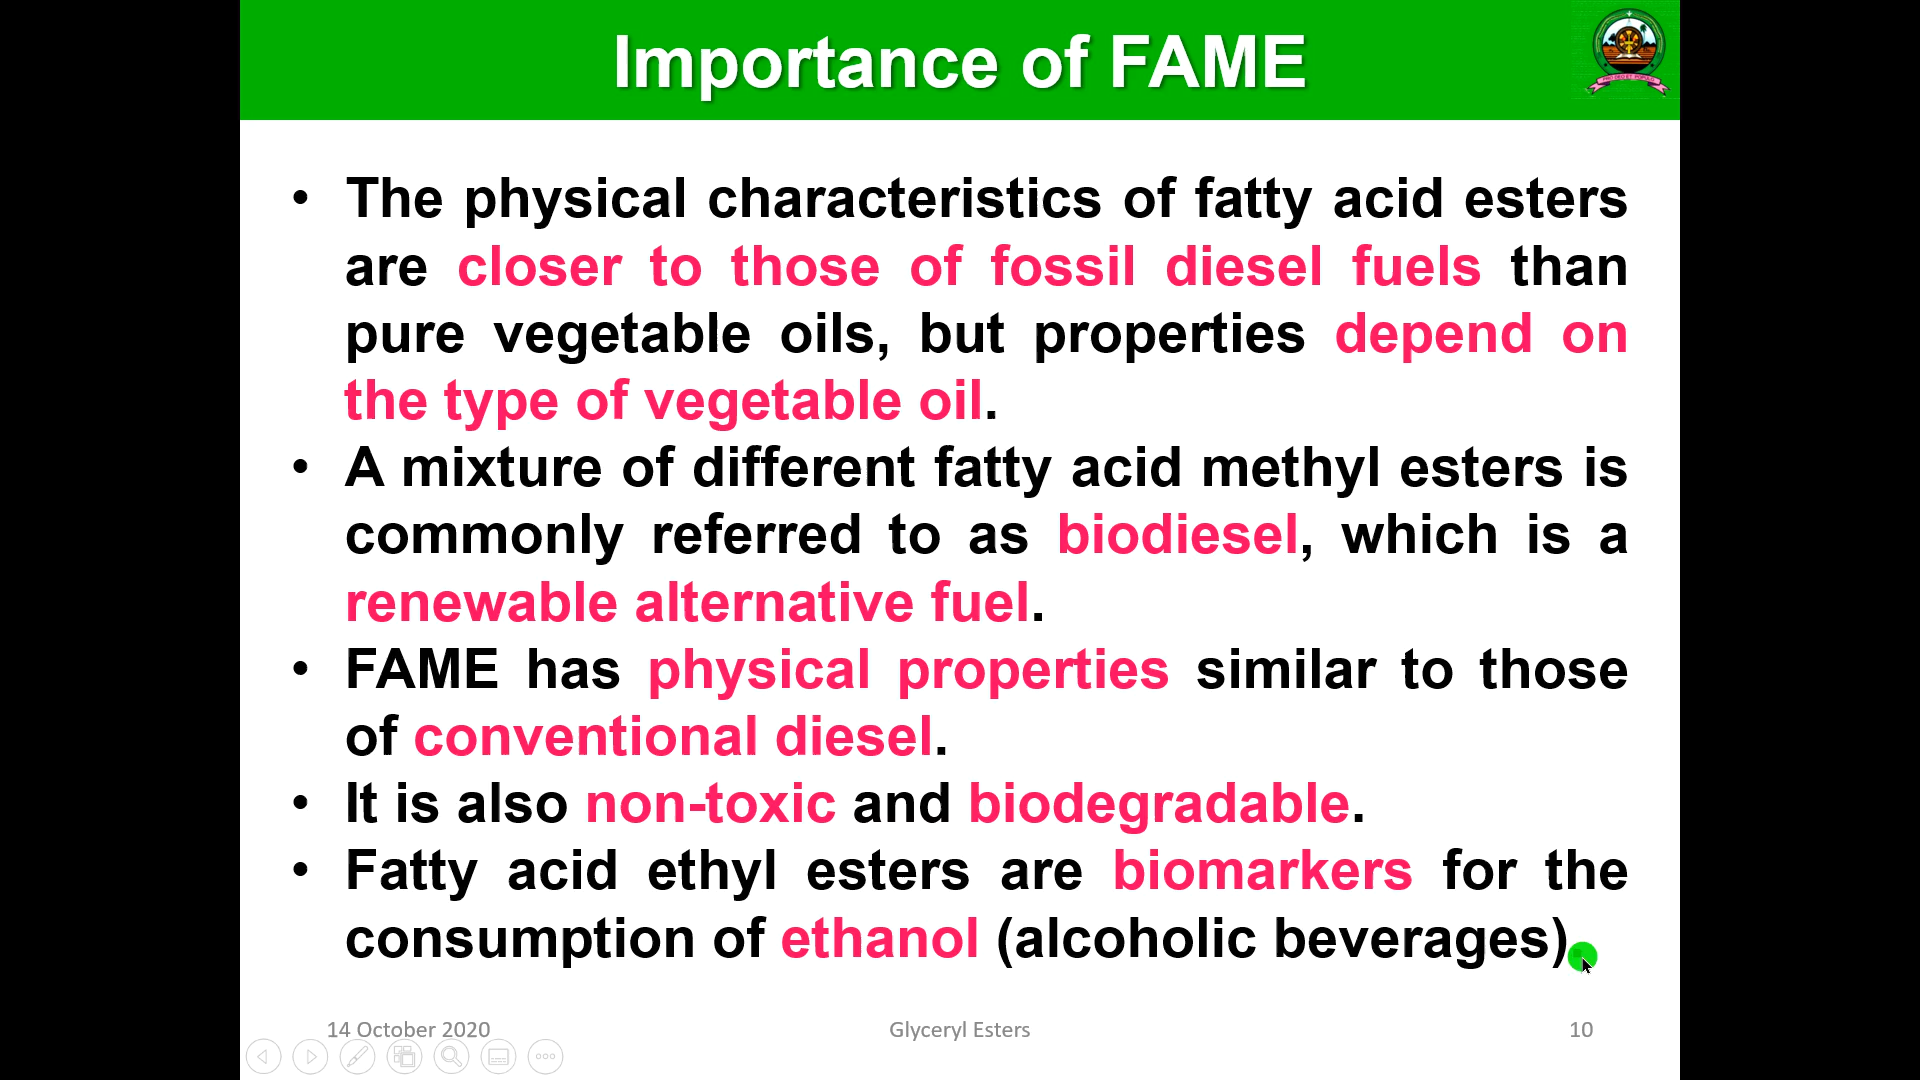 Importance of FAME
• The physical characteristics of fatty acid esters
are closer to those of fossil diesel fuels than
pure vegetable oils, but properties depend on
the type of vegetable oil.
• A mixture of different fatty acid methyl esters is
commonly referred to as biodiesel, which is a
renewable alternative fuel.
• FAME has physical properties similar to those
of conventional diesel.
• It is also non-toxic and biodegradable.
• Fatty acid ethyl esters are biomarkers for the
consumption of ethanol (alcoholic beverages)
14 October 2020
Glyceryl Esters
10